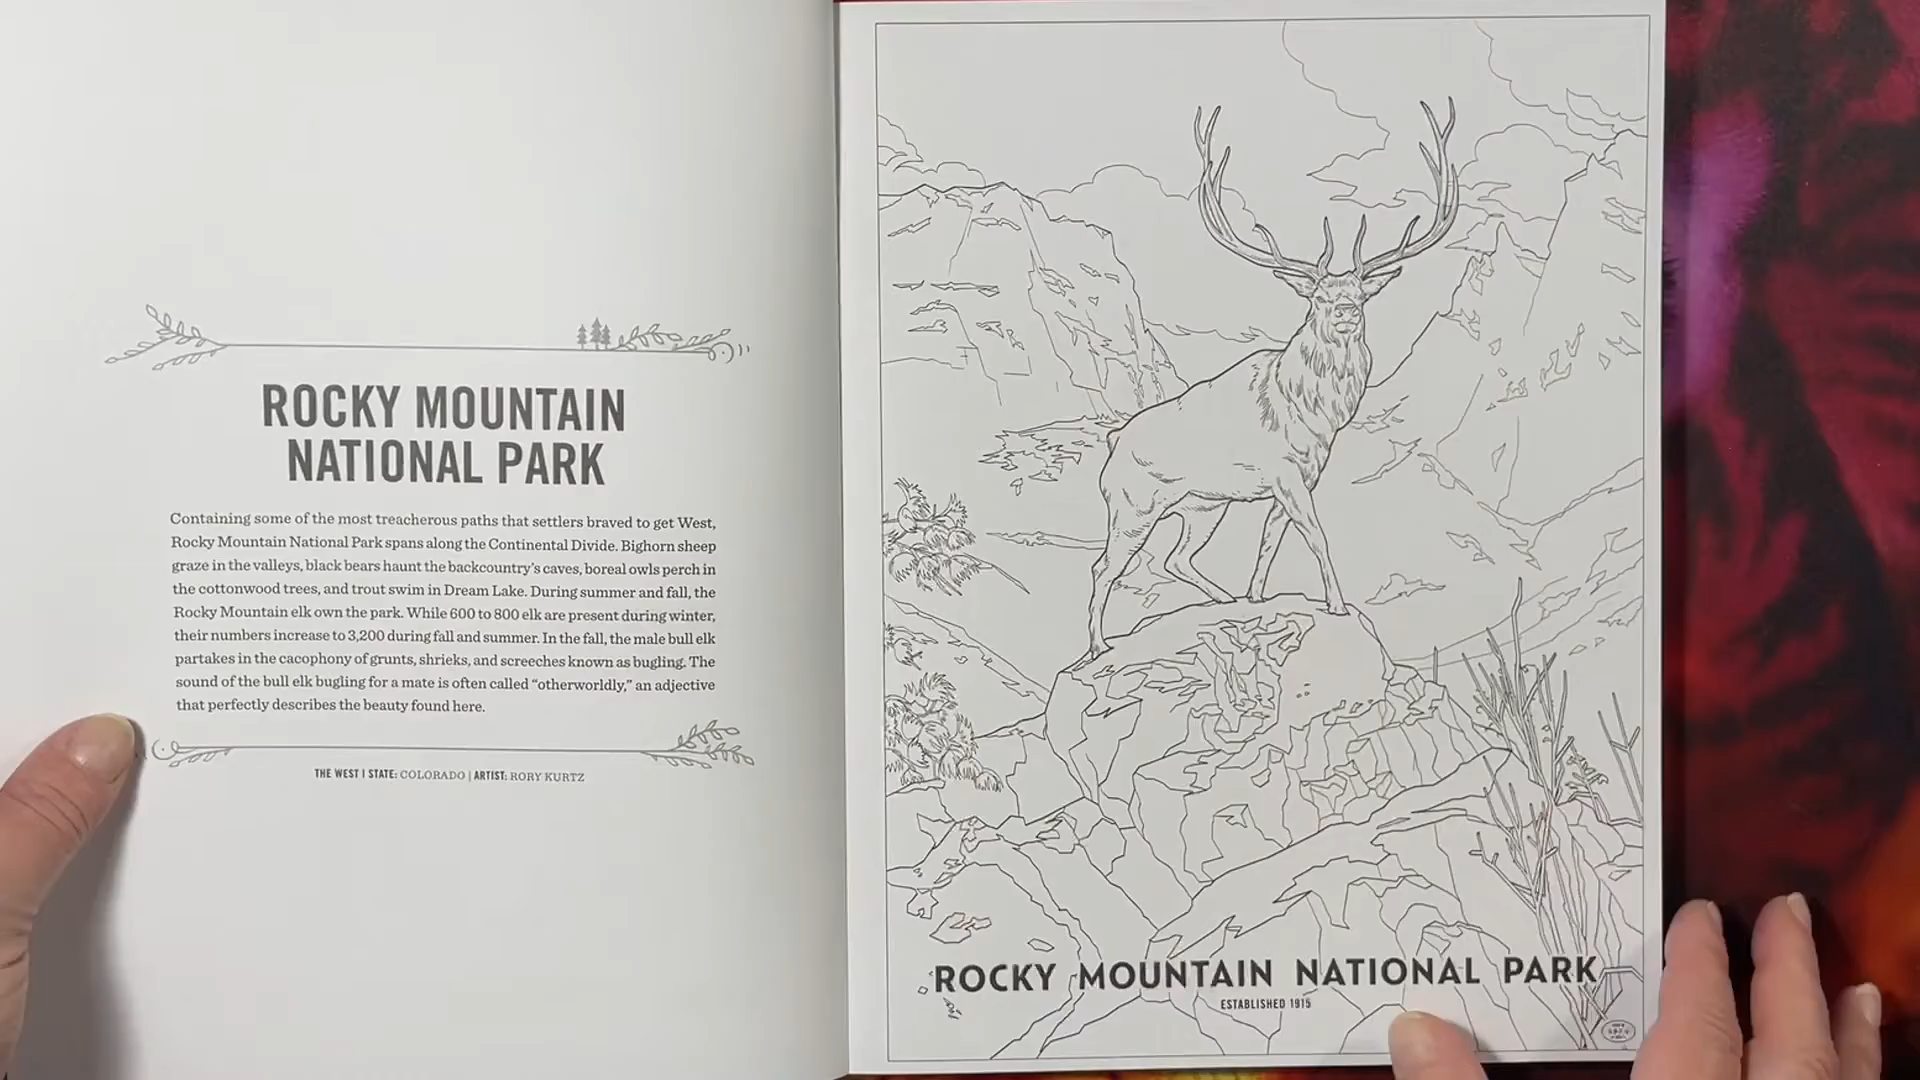 ROCKY MOUNTAIN
NATIONAL PARK
Containing some of the most treacherous paths that settlers braved to get West,
Rocky Mountain National Park spans along the Continental Divide. Bighorn sheep
graze in the valleys, black bears haunt the backcountry's caves, boreal owls perch in
the cottonwood trees, and trout swim in Dream Lake. During summer and fall, the
Rocky Mountain elk own the park. While 600 to 800 elk are present during winter,
their numbers increase to 3,200 during fall and summer. In the fall, the male bull elk
partakes in the cacophony of grunts, shrieks, and screeches known as bugling. The
sound of the bull elk bugling for a mate is often called “otherworldly,” an adjective
that perfectly describes the beauty found here.
THE WEST | STATE: COLORADO | ARTIST: RORY KURTZ
ROCKY MOUNTAIN NATIONAL PARK
ESTABLISHED 1915